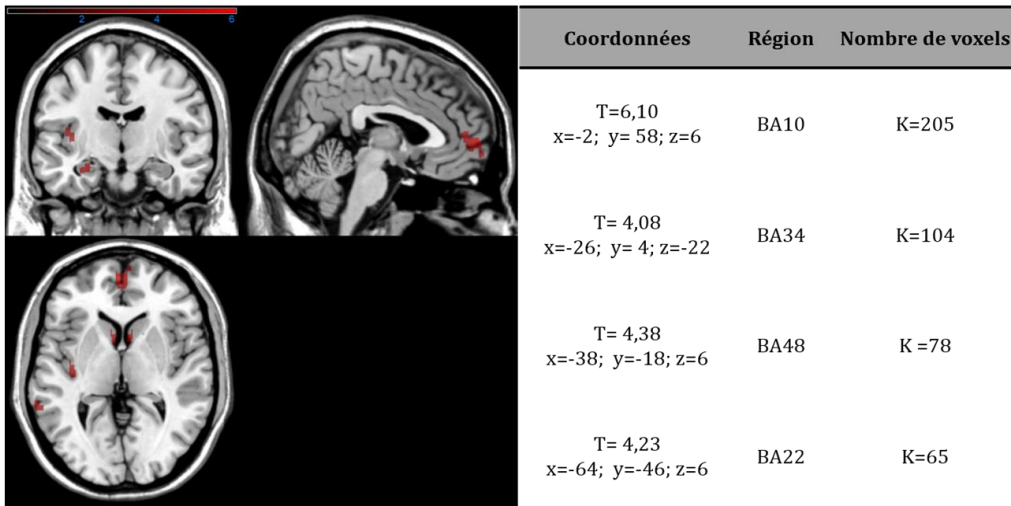 2 4 6
Coordonnées Région Nombre de voxels
T=6,10
x=-2; y= 58; z=6 BA10 K=205
T= 4,08
x=-26; y= 4; z=-22 BA34 K=104
T= 4,38
x=-38; y=-18; z=6 BA48 K =78
T= 4,23
x=-64; y=-46; z=6 BA22 K=65